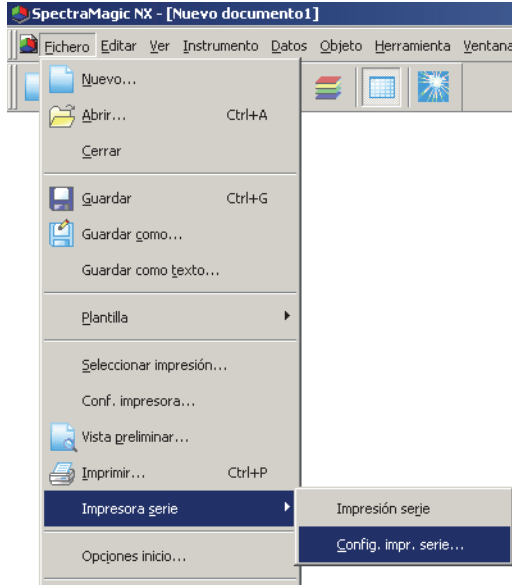 SpectraMagic NX - [Nuevo documento1]
Fichero Editar Ver Instrumento Datos Objeto Herramienta Ventana
Nuevo...
Abrir... Ctrl+A
Cerrar
Guardar Ctrl+G
Guardar como...
Guardar como texto...
Plantilla
Seleccionar impresión...
Conf. impresora...
Vista preliminar...
Imprimir... Ctrl+P
Impresora serie
Impresión serie
Config. impr. serie...
Opciones inicio...